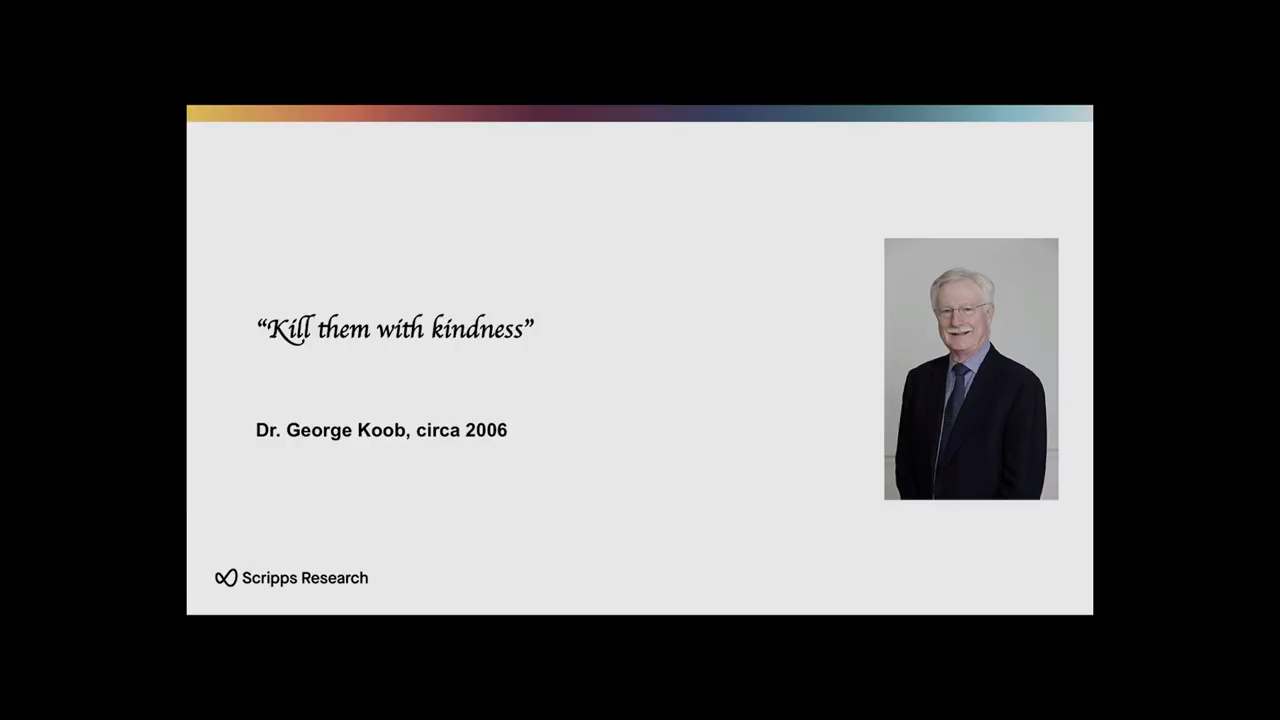 “Kill them with kindness”
Dr. George Koob, circa 2006
Scripps Research